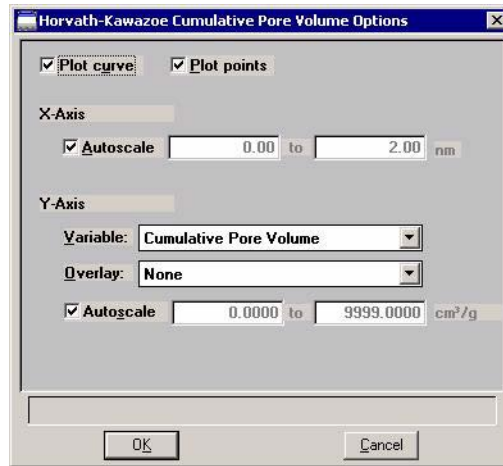 Horvath-Kawazoe Cumulative Pore Volume Options
Plot curve Plot points
X-Axis
Autoscale 0.00 to 2.00 nm
Y-Axis
Variable: Cumulative Pore Volume
Overlay: None
Autoscale 0.0000 to 9999.0000 cm³/g
OK Cancel